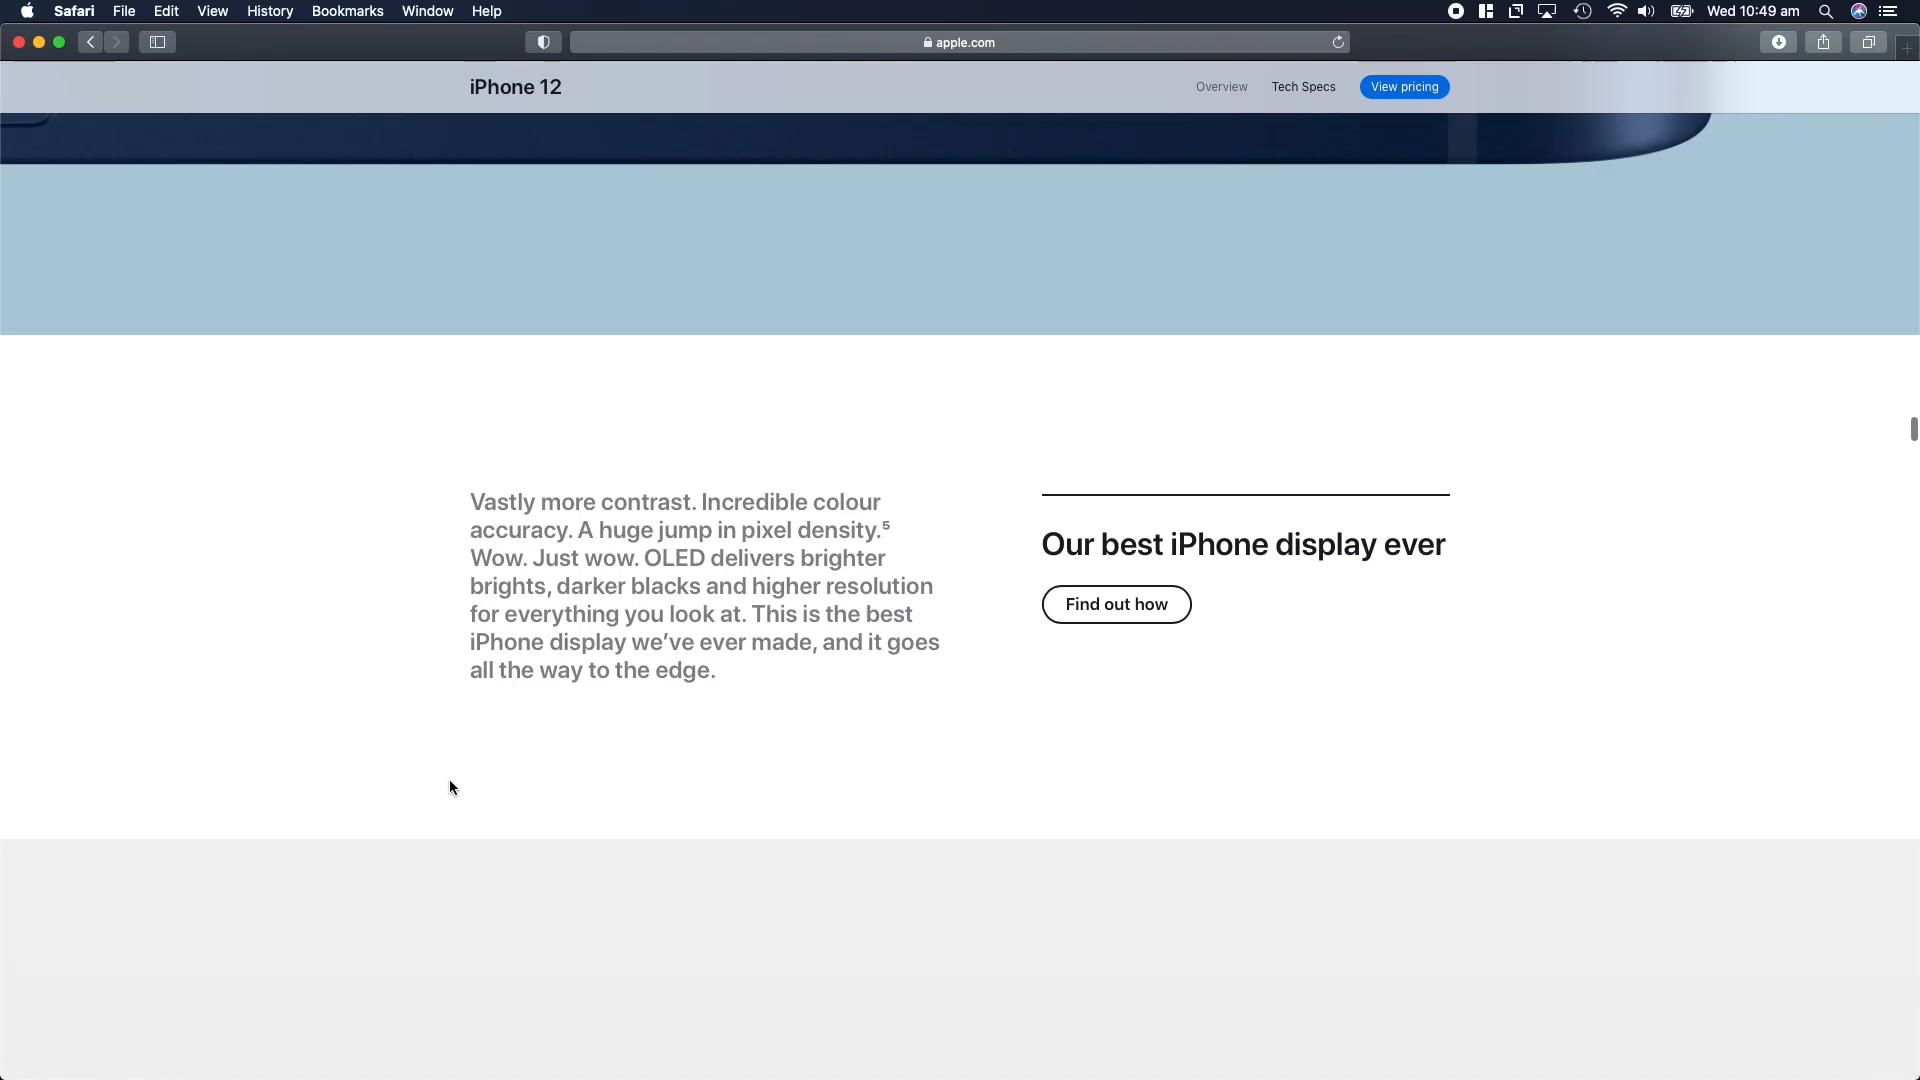 Safari File Edit View History Bookmarks Window Help Wed 10:49 am
apple.com
iPhone 12 Overview Tech Specs View pricing
Vastly more contrast. Incredible colour
accuracy. A huge jump in pixel density.⁵
Wow. Just wow. OLED delivers brighter
brights, darker blacks and higher resolution
for everything you look at. This is the best
iPhone display we’ve ever made, and it goes
all the way to the edge.
Our best iPhone display ever
Find out how